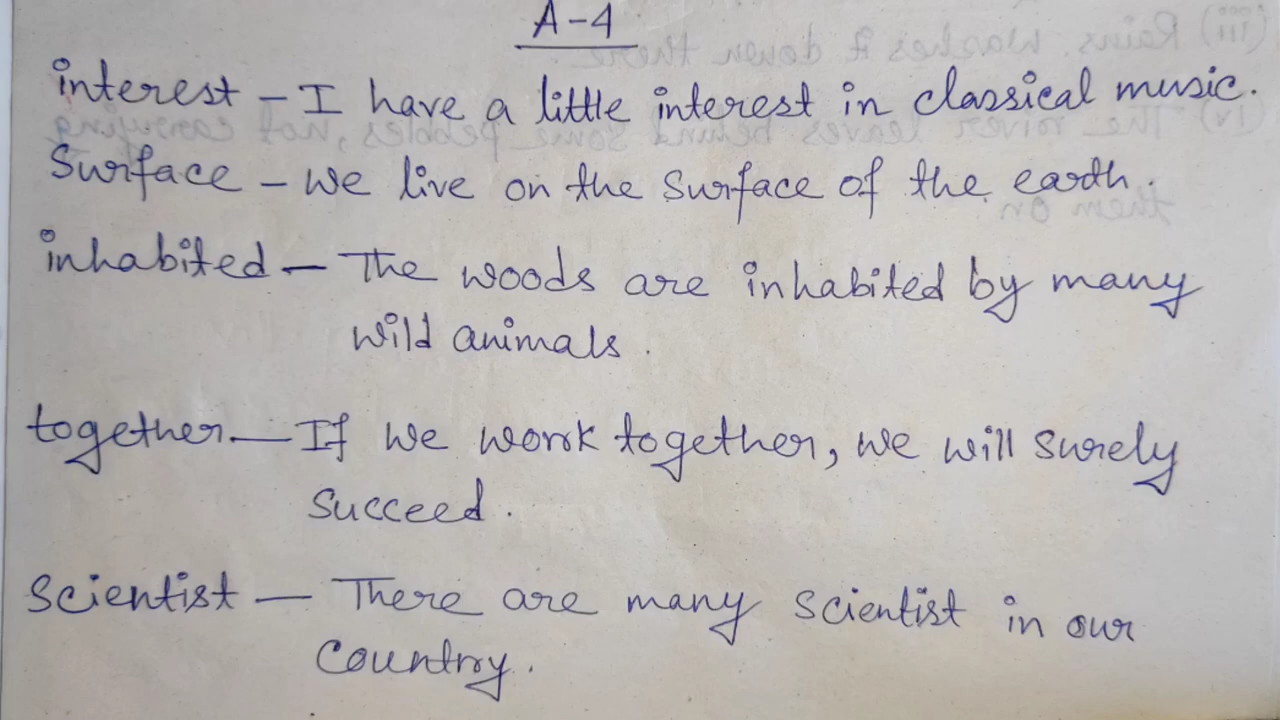 A-4
interest - I have a little interest in classical music.
Surface - we live on the surface of the earth.
inhabited - The woods are inhabited by many
wild animals.
together - If we work together, we will surely
succeed.
Scientist - There are many scientist in our
country.